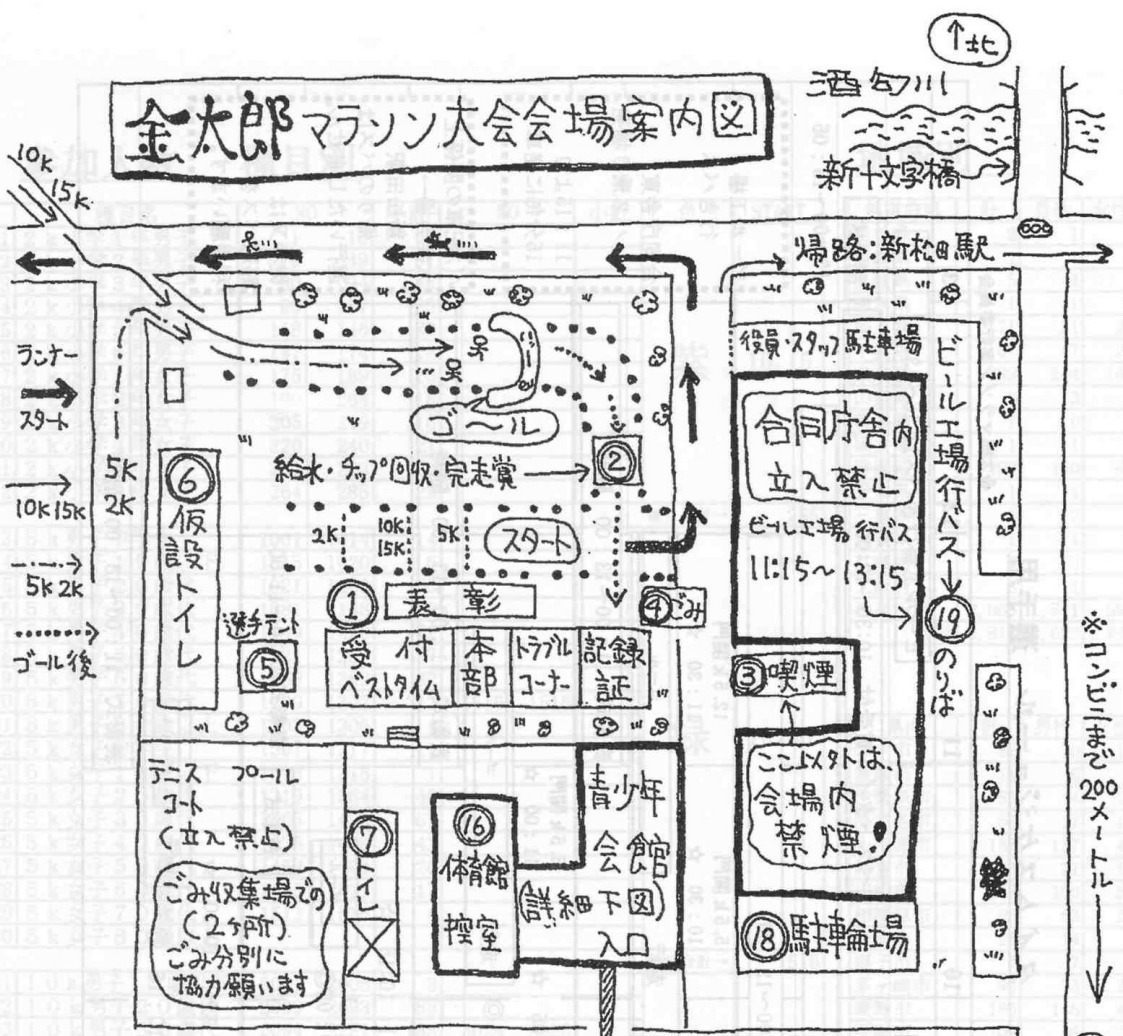 ↑北
金太郎マラソン大会会場案内図
酒匂川
新十文字橋→
10K
15K
帰路:新松田駅
ランナー
スタート
10K 15K
5K 2K
ゴール後
5K
2K
ゴール
給水・チップ回収・完走賞→②
2K
10K
15K
5K
スタート
①表彰
④ごみ
⑥仮設トイレ
選手テント
⑤
受付
ベストタイム
本部
トラブル
コーナー
記録証
役員・スタッフ駐車場
合同庁舎内
立入禁止
ビール工場行バス
11:15～13:15
ビール工場行バス→⑲のりば
③喫煙
ここ以外は、
会場内
禁煙!
⑱駐輪場
※コンビニまで200メートル
テニス プール
コート
(立入禁止)
ごみ収集場での
(2ヶ所)
ごみ分別に
協力願います
⑦トイレ
⑯
体育館
控室
青少年
会館
(詳細下図)
入口